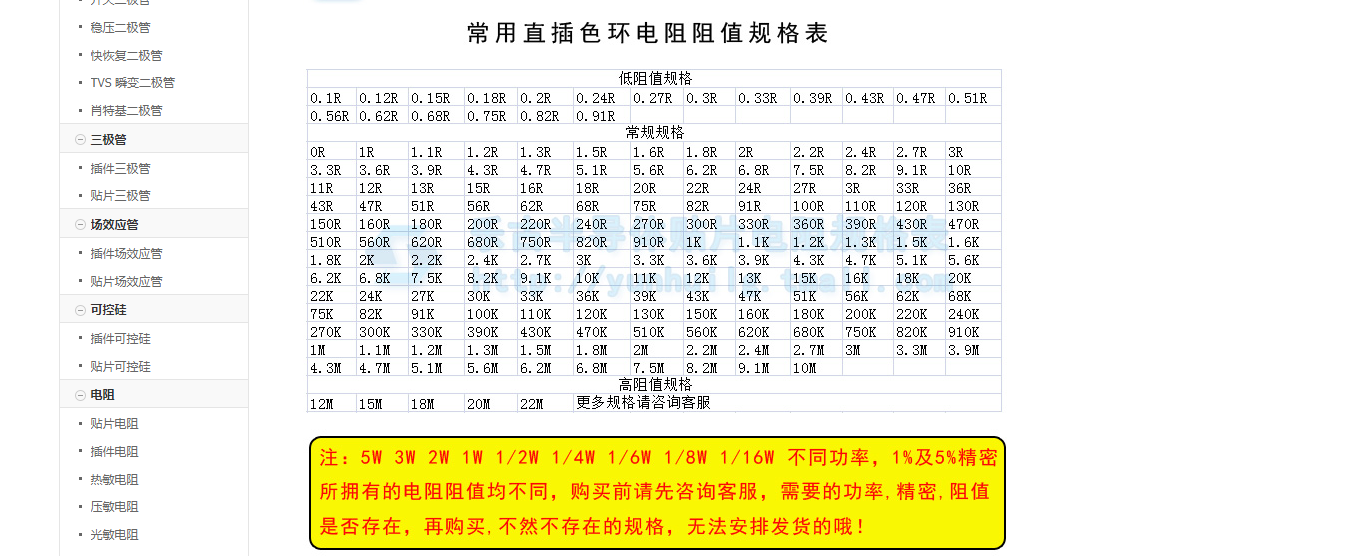 稳压二极管
快恢复二极管
TVS 瞬变二极管
肖特基二极管
三极管
插件三极管
贴片三极管
场效应管
插件场效应管
贴片场效应管
可控硅
插件可控硅
贴片可控硅
电阻
贴片电阻
插件电阻
热敏电阻
压敏电阻
光敏电阻
常用直插色环电阻阻值规格表
低阻值规格
0.1R 0.12R 0.15R 0.18R 0.2R 0.24R 0.27R 0.3R 0.33R 0.39R 0.43R 0.47R 0.51R
0.56R 0.62R 0.68R 0.75R 0.82R 0.91R
常规规格
0R 1R 1.1R 1.2R 1.3R 1.5R 1.6R 1.8R 2R 2.2R 2.4R 2.7R 3R
3.3R 3.6R 3.9R 4.3R 4.7R 5.1R 5.6R 6.2R 6.8R 7.5R 8.2R 9.1R 10R
11R 12R 13R 15R 16R 18R 20R 22R 24R 27R 3R 33R 36R
43R 47R 51R 56R 62R 68R 75R 82R 91R 100R 110R 120R 130R
150R 160R 180R 200R 220R 240R 270R 300R 330R 360R 390R 430R 470R
510R 560R 620R 680R 750R 820R 910R 1K 1.1K 1.2K 1.3K 1.5K 1.6K
1.8K 2K 2.2K 2.4K 2.7K 3K 3.3K 3.6K 3.9K 4.3K 4.7K 5.1K 5.6K
6.2K 6.8K 7.5K 8.2K 9.1K 10K 11K 12K 13K 15K 16K 18K 20K
22K 24K 27K 30K 33K 36K 39K 43K 47K 51K 56K 62K 68K
75K 82K 91K 100K 110K 120K 130K 150K 160K 180K 200K 220K 240K
270K 300K 330K 390K 430K 470K 510K 560K 620K 680K 750K 820K 910K
1M 1.1M 1.2M 1.3M 1.5M 1.8M 2M 2.2M 2.4M 2.7M 3M 3.3M 3.9M
4.3M 4.7M 5.1M 5.6M 6.2M 6.8M 7.5M 8.2M 9.1M 10M
高阻值规格
12M 15M 18M 20M 22M 更多规格请咨询客服
注：5W 3W 2W 1W 1/2W 1/4W 1/6W 1/8W 1/16W 不同功率，1%及5%精密
所拥有的电阻阻值均不同，购买前请先咨询客服，需要的功率,精密,阻值
是否存在，再购买,不然不存在的规格，无法安排发货的哦！